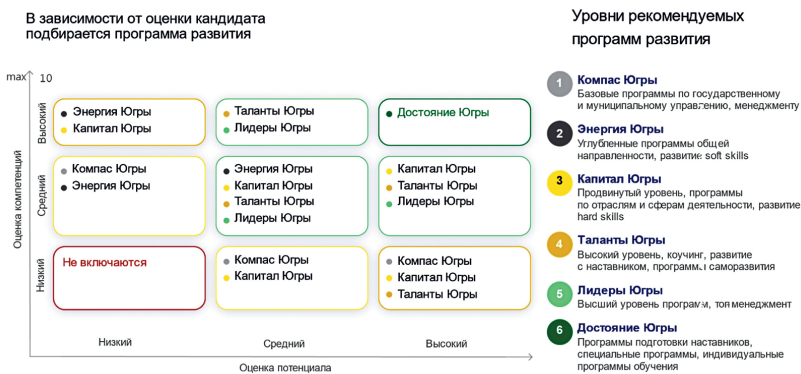 В зависимости от оценки кандидата
подбирается программа развития
max
10
Оценка компетенций
Высокий
Энергия Югры
Капитал Югры
Таланты Югры
Лидеры Югры
Достояние Югры
Средний
Компас Югры
Энергия Югры
Энергия Югры
Капитал Югры
Таланты Югры
Лидеры Югры
Капитал Югры
Таланты Югры
Лидеры Югры
Низкий
Не включаются
Компас Югры
Капитал Югры
Компас Югры
Капитал Югры
Таланты Югры
Низкий
Средний
Высокий
Оценка потенциала
Уровни рекомендуемых
программ развития
1
Компас Югры
Базовые программы по государственному
и муниципальному управлению, менеджменту
2
Энергия Югры
Углубленные программы общей
направленности, развитие soft skills
3
Капитал Югры
Продвинутый уровень, программы
по отраслям и сферам деятельности, развитие
hard skills
4
Таланты Югры
Высокий уровень, коучинг, развитие
с наставником, программы саморазвития
5
Лидеры Югры
Высший уровень программ, топ менеджмент
6
Достояние Югры
Программы подготовки наставников,
специальные программы, индивидуальные
программы обучения